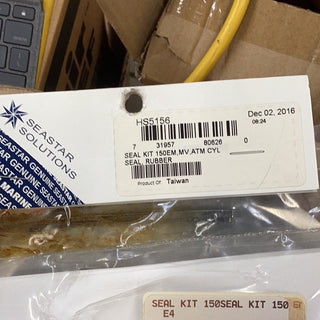 HS5156
Dec 02, 2016
08:24
7 31957 80626 0
SEAL KIT 150EM,MV,ATM CYL
SEAL, RUBBER
Product Of Taiwan
SEASTAR
SOLUTIONS
SEASTAR GENUINE
SEAL KIT 150SEAL KIT 150
E4